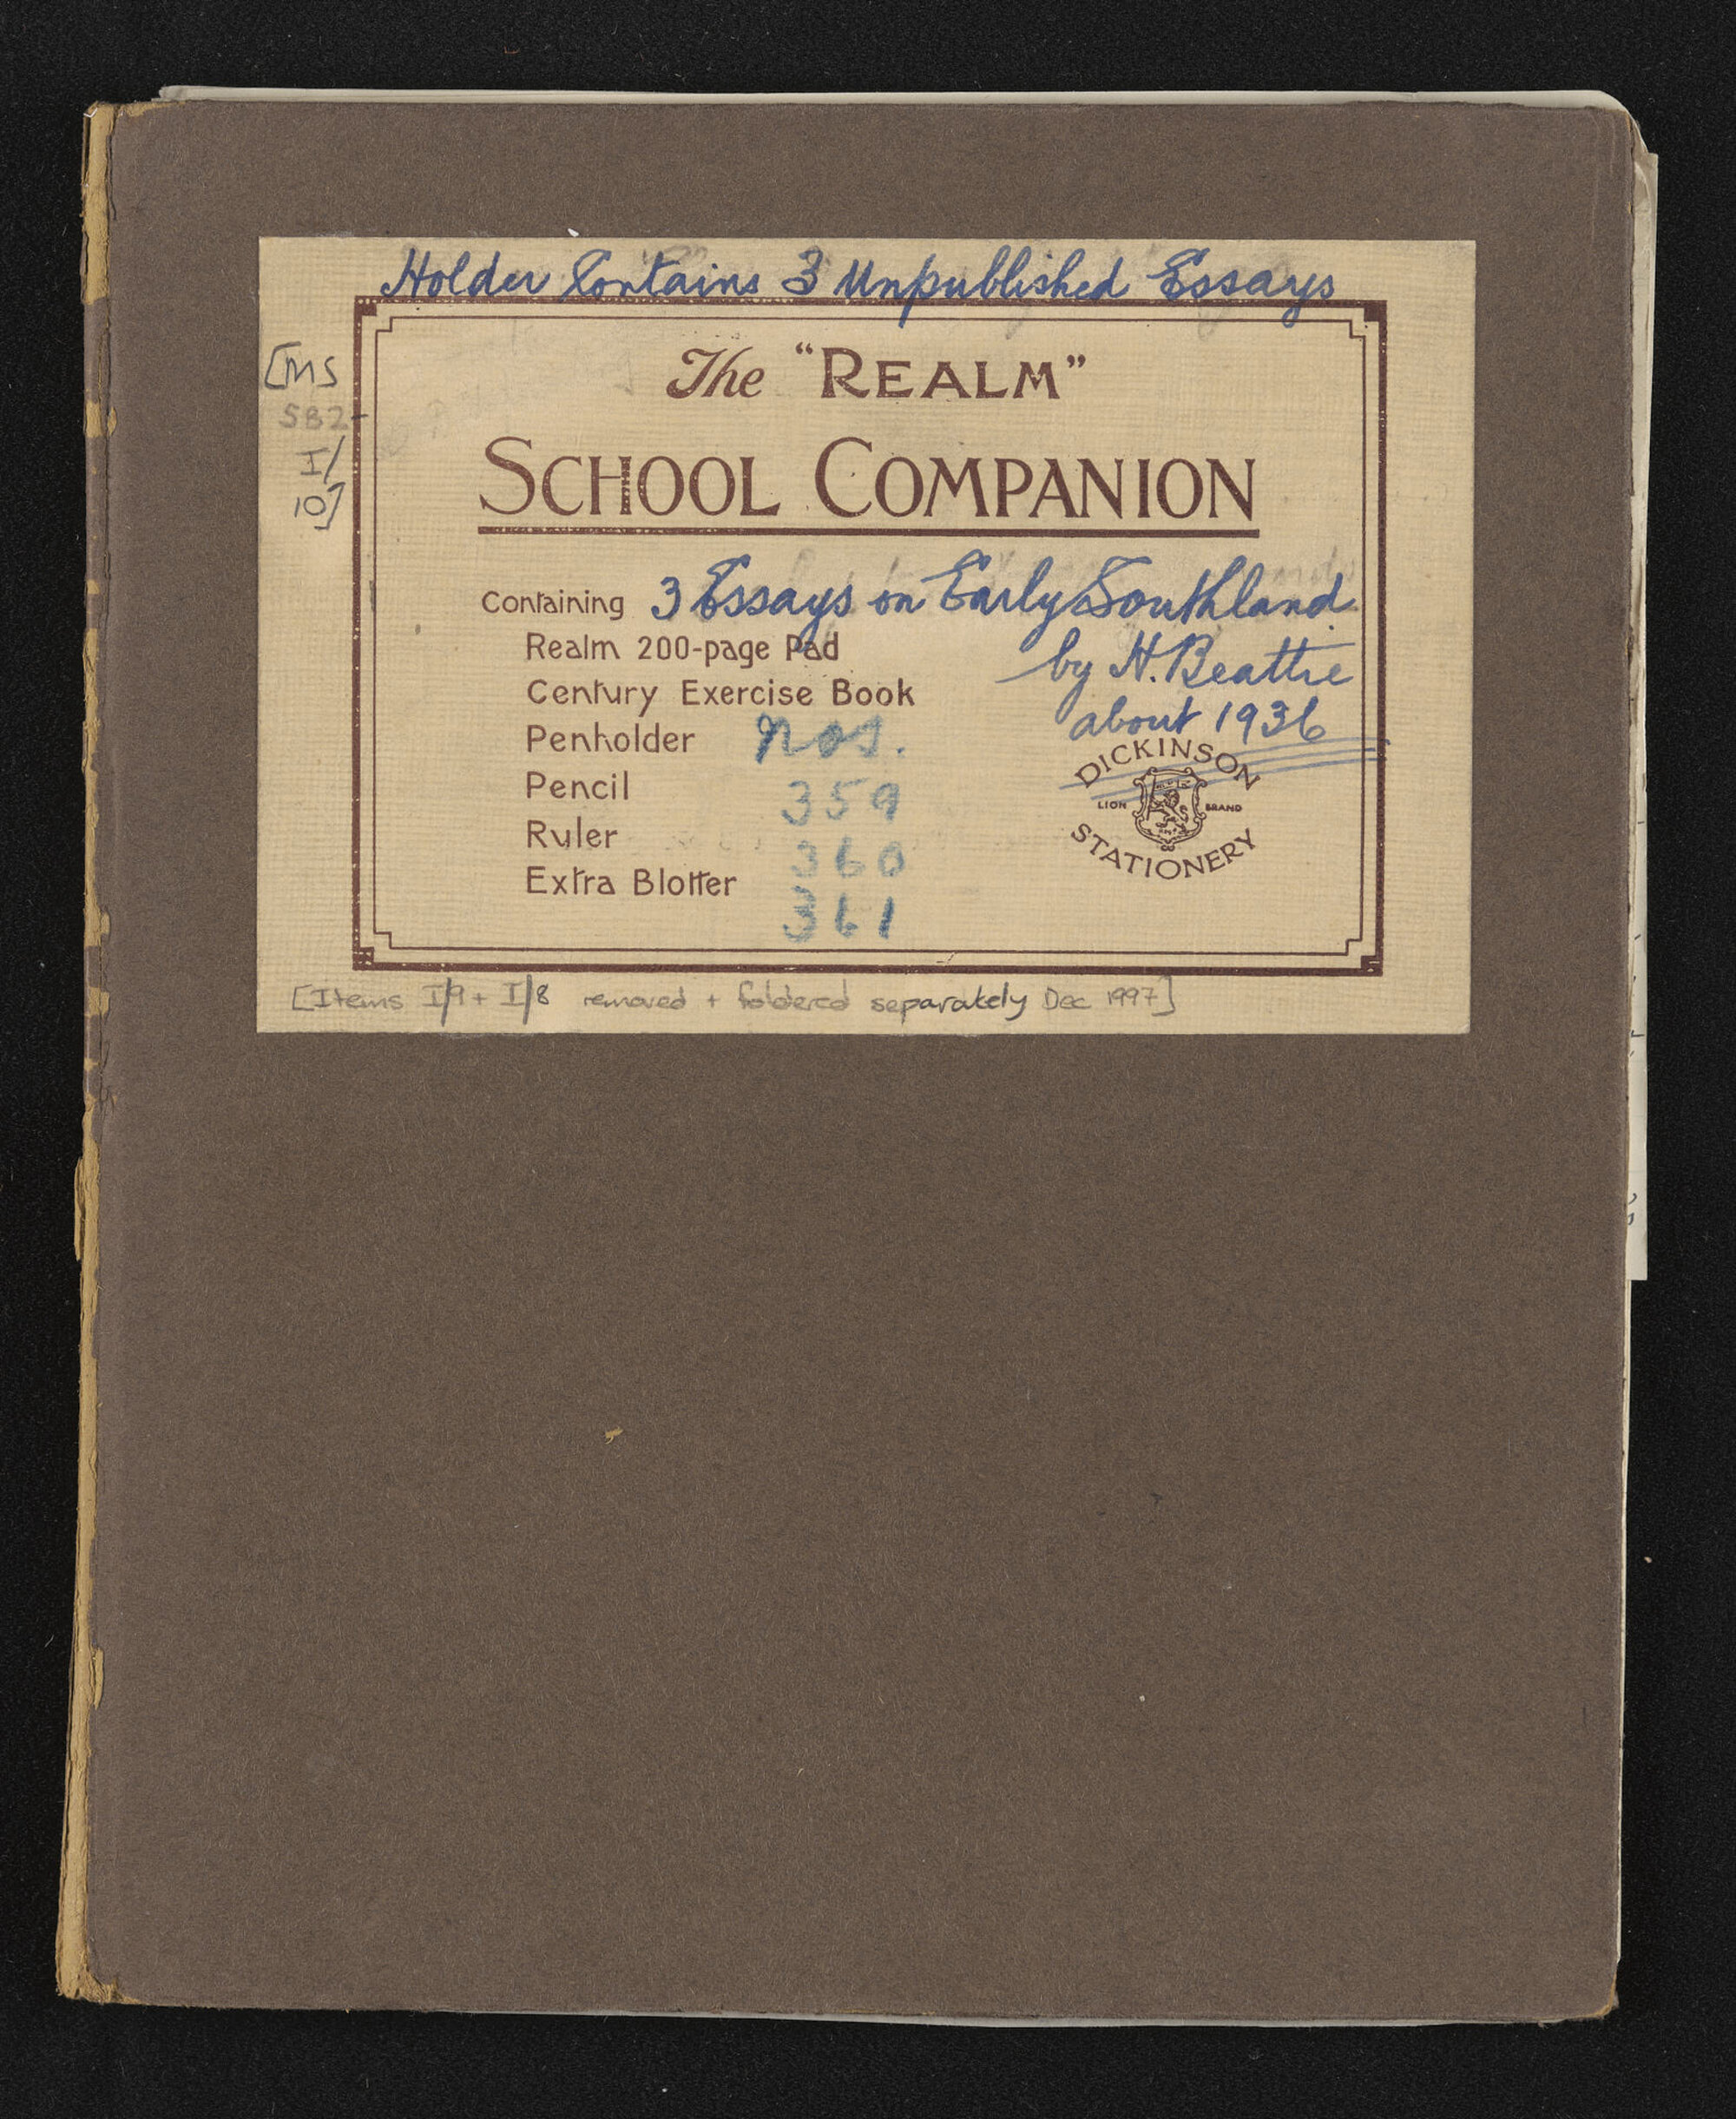 Holder Contains 3 Unpublished Essays
[MS
582-
I/
10]
The "REALM"
SCHOOL COMPANION
Containing 3 Essays on Early Southland
Realm 200-page Pad
by H. Beattie
Century Exercise Book
about 1936
Penholder nos.
DICKINSON
Pencil 359
LION BRAND
Ruler 360
STATIONERY
Extra Blotter 361
[Items I/9 + I/8 removed + foldered separately Dec 1997]